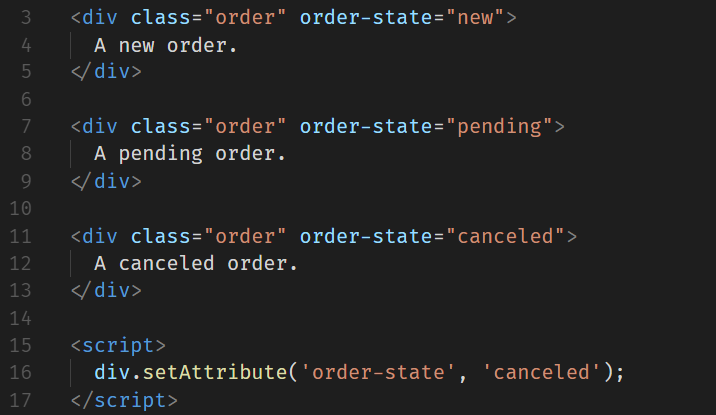 3 <div class="order" order-state="new">
4 A new order.
5 </div>
6
7 <div class="order" order-state="pending">
8 A pending order.
9 </div>
10
11 <div class="order" order-state="canceled">
12 A canceled order.
13 </div>
14
15 <script>
16 div.setAttribute('order-state', 'canceled');
17 </script>